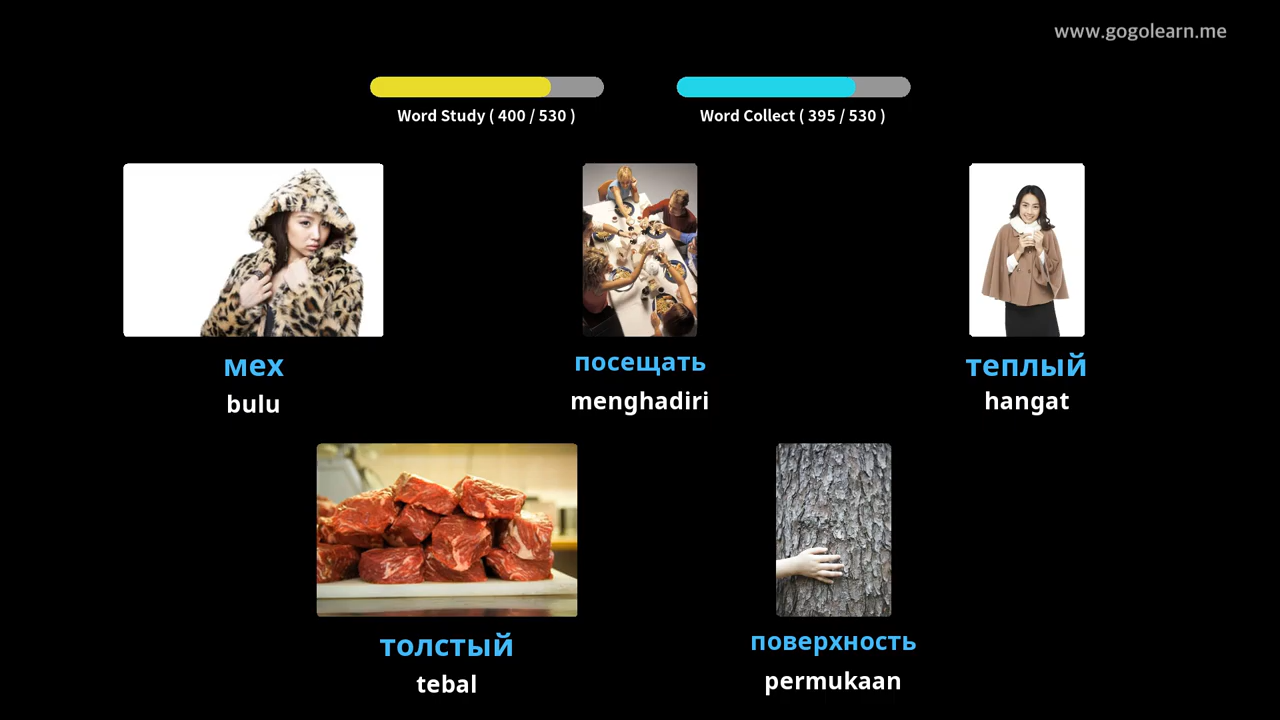 www.gogolearn.me
Word Study ( 400 / 530 )
Word Collect ( 395 / 530 )
мех
bulu
посещать
menghadiri
теплый
hangat
толстый
tebal
поверхность
permukaan